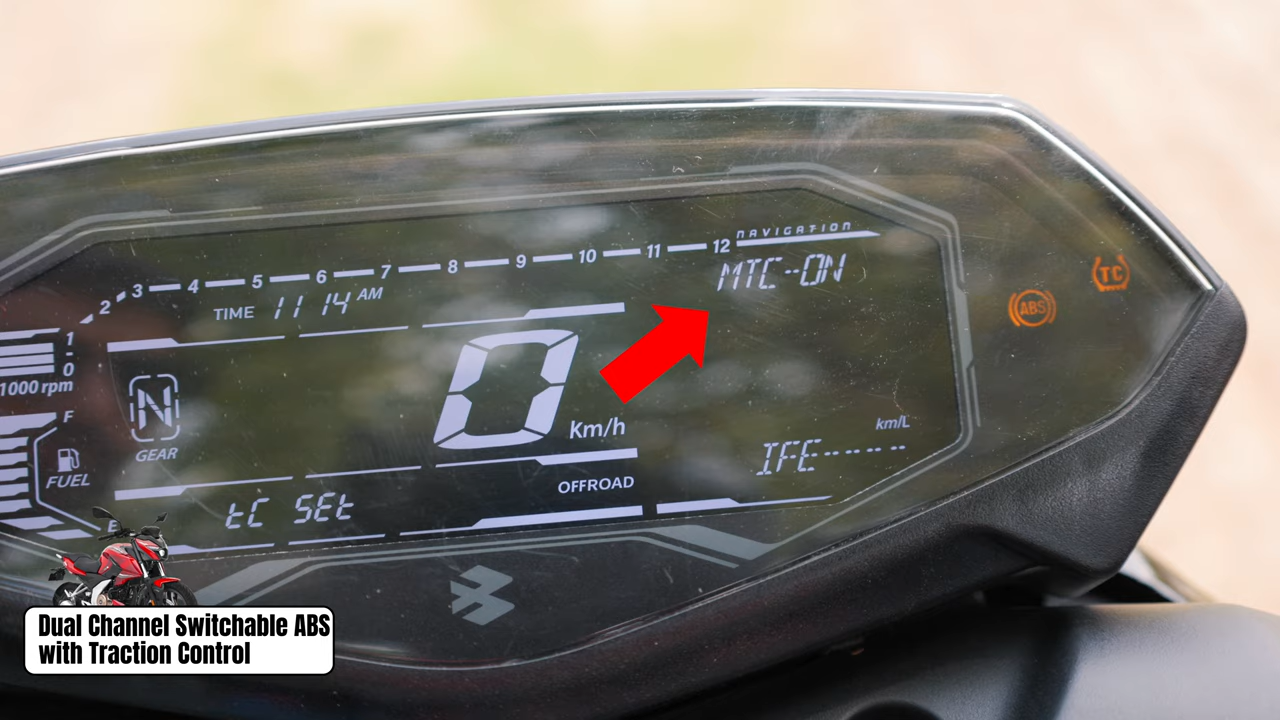 NAVIGATION
2 3 4 5 6 7 8 9 10 11 12
MTC-ON
TIME 11 14 AM
TC
ABS
1
0
1000 rpm
F
N
0
Km/h
km/L
GEAR
FUEL
IFE-----
OFFROAD
tC SEt
E
Dual Channel Switchable ABS
with Traction Control